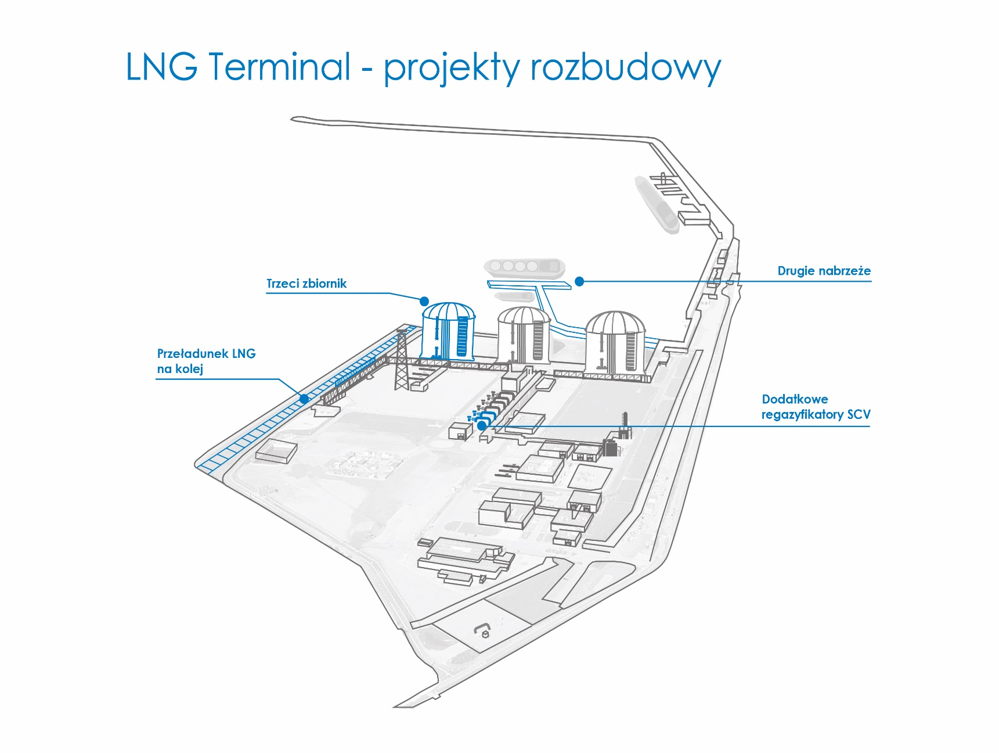 LNG Terminal - projekty rozbudowy
Drugie nabrzeże
Trzeci zbiornik
Przeładunek LNG
na kolej
Dodatkowe
regazyfikatory SCV